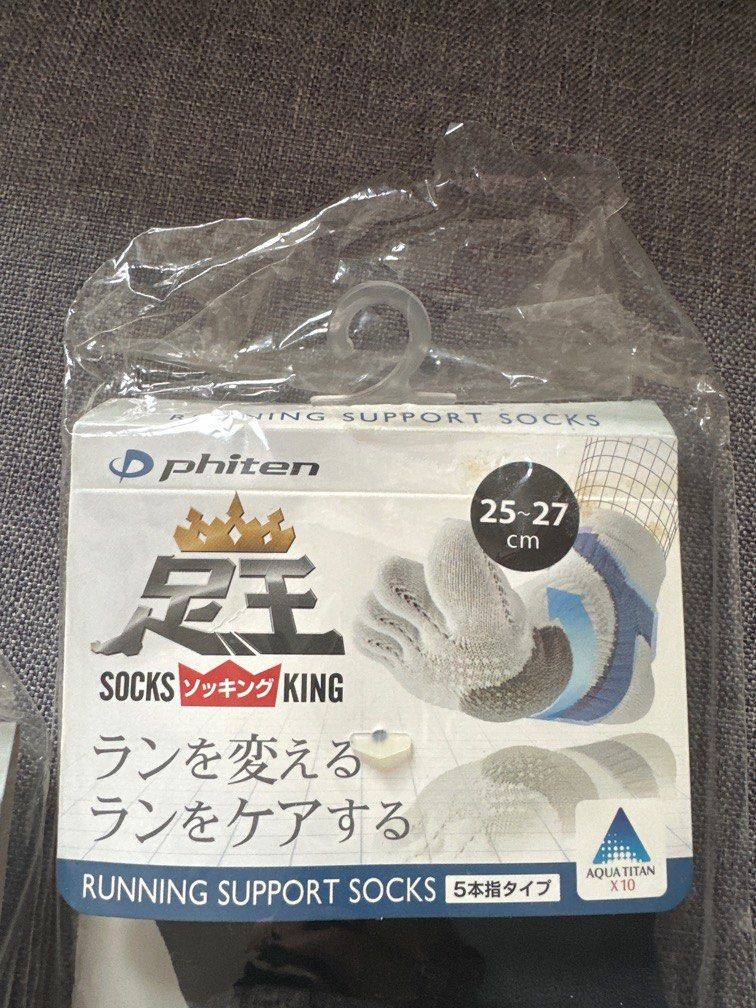 RUNNING SUPPORT SOCKS
phiten
25~27
cm
足王
SOCKS ソッキング KING
ランを変える
ランをケアする
AQUA TITAN
X10
RUNNING SUPPORT SOCKS 5本指タイプ